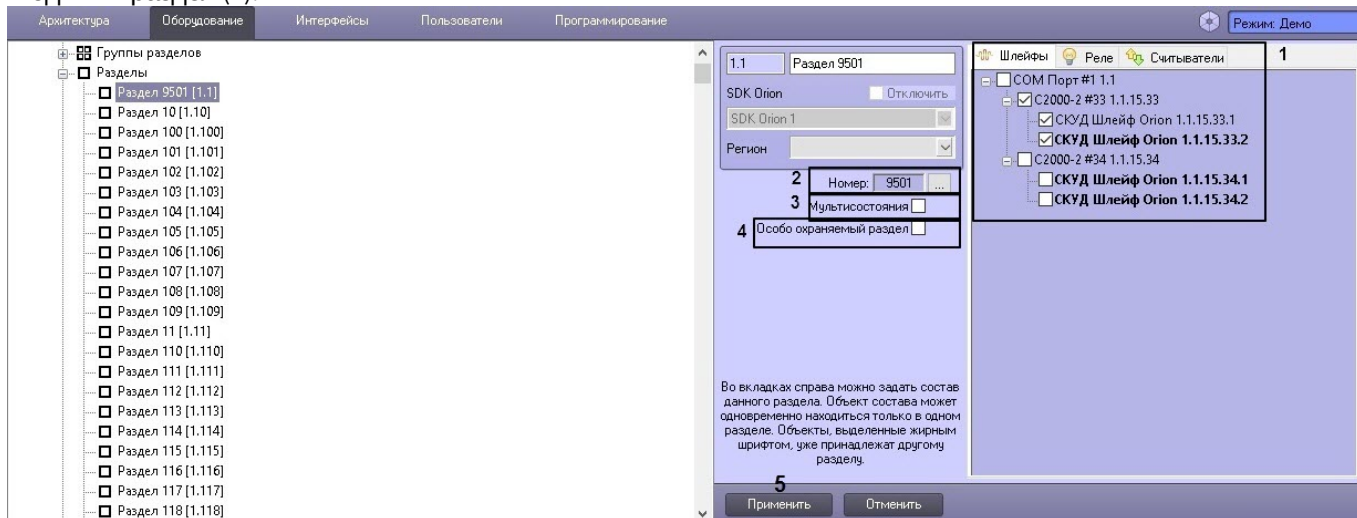 Архитектура Оборудование Интерфейсы Пользователи Программирование Режим: Демо
Группы разделов
Разделы
Раздел 9501 [1.1]
Раздел 10 [1.10]
Раздел 100 [1.100]
Раздел 101 [1.101]
Раздел 102 [1.102]
Раздел 103 [1.103]
Раздел 104 [1.104]
Раздел 105 [1.105]
Раздел 106 [1.106]
Раздел 107 [1.107]
Раздел 108 [1.108]
Раздел 109 [1.109]
Раздел 11 [1.11]
Раздел 110 [1.110]
Раздел 111 [1.111]
Раздел 112 [1.112]
Раздел 113 [1.113]
Раздел 114 [1.114]
Раздел 115 [1.115]
Раздел 116 [1.116]
Раздел 117 [1.117]
Раздел 118 [1.118]
1.1 Раздел 9501
SDK Orion Отключить
SDK Orion 1
Регион
2 Номер: 9501 ...
3 Мультисостояния
4 Особо охраняемый раздел
Во вкладках справа можно задать состав
данного раздела. Объект состава может
одновременно находиться только в одном
разделе. Объекты, выделенные жирным
шрифтом, уже принадлежат другому
разделу.
5
Применить Отменить
Шлейфы Реле Считыватели 1
COM Порт #1 1.1
C2000-2 #33 1.1.15.33
СКУД Шлейф Orion 1.1.15.33.1
СКУД Шлейф Orion 1.1.15.33.2
C2000-2 #34 1.1.15.34
СКУД Шлейф Orion 1.1.15.34.1
СКУД Шлейф Orion 1.1.15.34.2